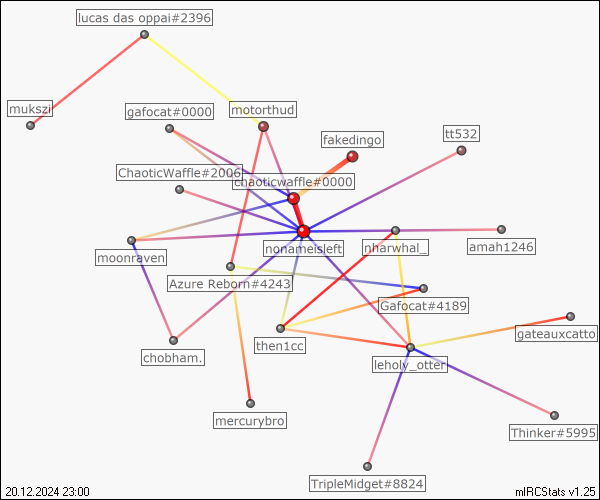 lucas das oppai#2396
mukszi
gafocat#0000
motorthud
fakedingo
tt532
ChaoticWaffle#2006
chaoticwaffle#0000
moonraven
nonameisleft
nharwhal_
amah1246
Azure Reborn#4243
Gafocat#4189
gateauxcatto
chobham.
then1cc
leholy_otter
mercurybro
Thinker#5995
TripleMidget#8824
20.12.2024 23:00
mIRCStats v1.25